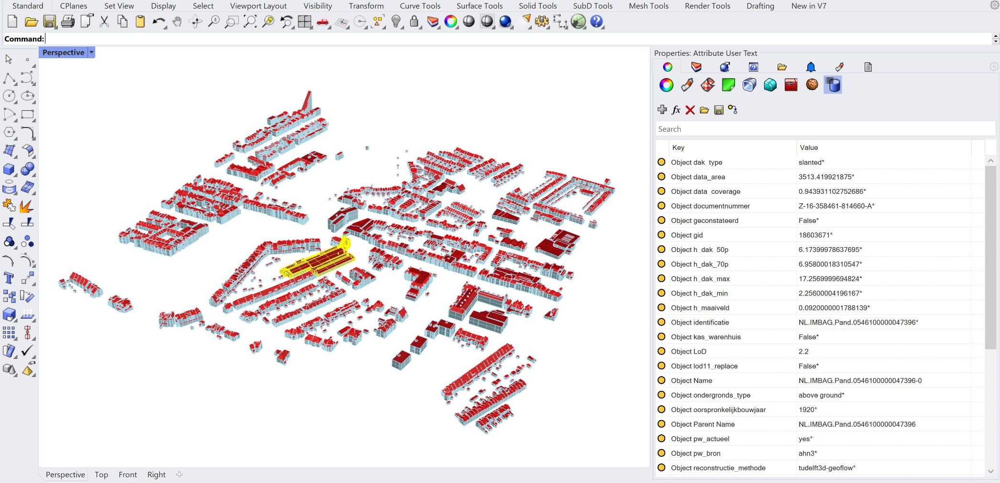 Standard CPlanes Set View Display Select Viewport Layout Visibility Transform Curve Tools Surface Tools Solid Tools SubD Tools Mesh Tools Render Tools Drafting New in V7
Command:
Perspective
Properties: Attribute User Text
fx
Search
Key Value
Object dak_type slanted*
Object data_area 3513.419921875*
Object data_coverage 0.943931102752686*
Object documentnummer Z-16-358461-814660-A*
Object geconstateerd False*
Object gid 18603671*
Object h_dak_50p 6.17399978637695*
Object h_dak_70p 6.95800018310547*
Object h_dak_max 17.2569999694824*
Object h_dak_min 2.25600004196167*
Object h_maaiveld 0.0920000001788139*
Object identificatie NL.IMBAG.Pand.0546100000047396*
Object kas_warenhuis False*
Object LoD 2.2
Object lod11_replace False*
Object Name NL.IMBAG.Pand.0546100000047396-0
Object ondergronds_type above ground*
Object oorspronkelijkbouwjaar 1920*
Object Parent Name NL.IMBAG.Pand.0546100000047396
Object pw_actueel yes*
Object pw_bron ahn3*
Object reconstructie_methode tudelft3d-geoflow*
Perspective Top Front Right